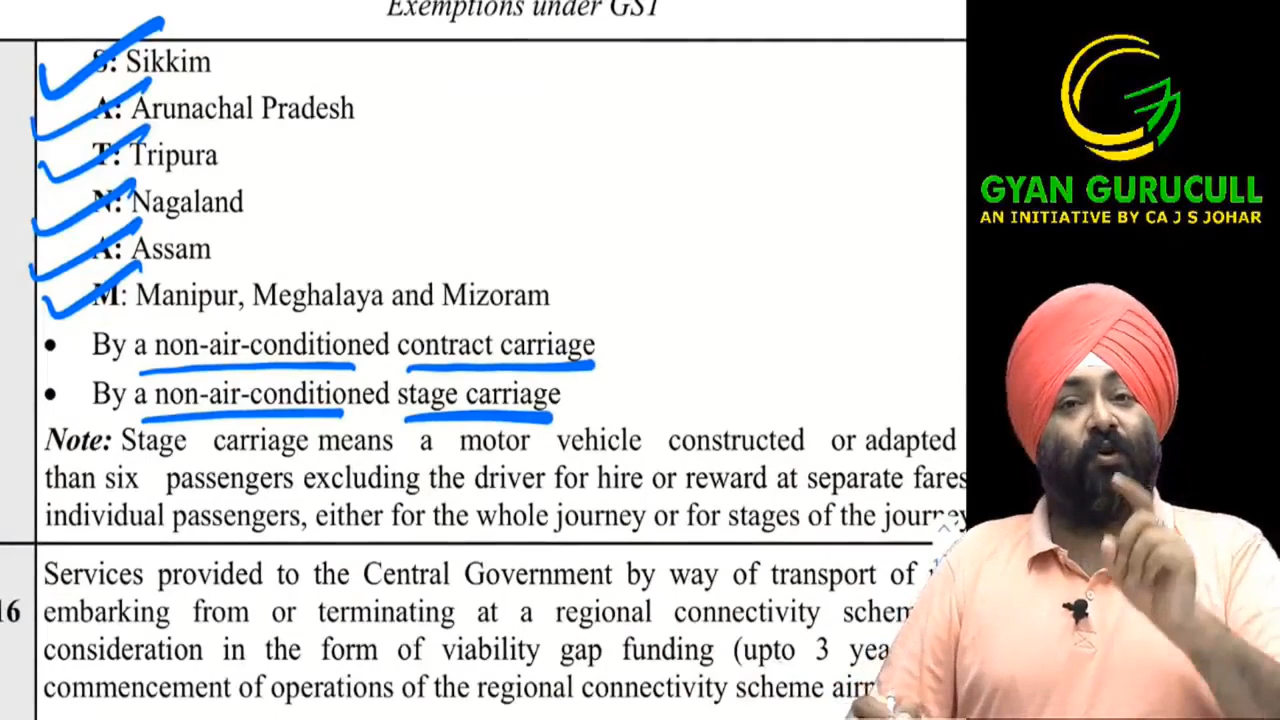 Exemptions under GST
S: Sikkim
A: Arunachal Pradesh
T: Tripura
N: Nagaland
A: Assam
M: Manipur, Meghalaya and Mizoram
• By a non-air-conditioned contract carriage
• By a non-air-conditioned stage carriage
Note: Stage carriage means a motor vehicle constructed or adapted
than six passengers excluding the driver for hire or reward at separate fares
individual passengers, either for the whole journey or for stages of the journey
16
Services provided to the Central Government by way of transport of
embarking from or terminating at a regional connectivity
consideration in the form of viability gap funding (upto 3
commencement of operations of the regional connectivity scheme
GYAN GURUCULL
AN INITIATIVE BY CA J S JOHAR